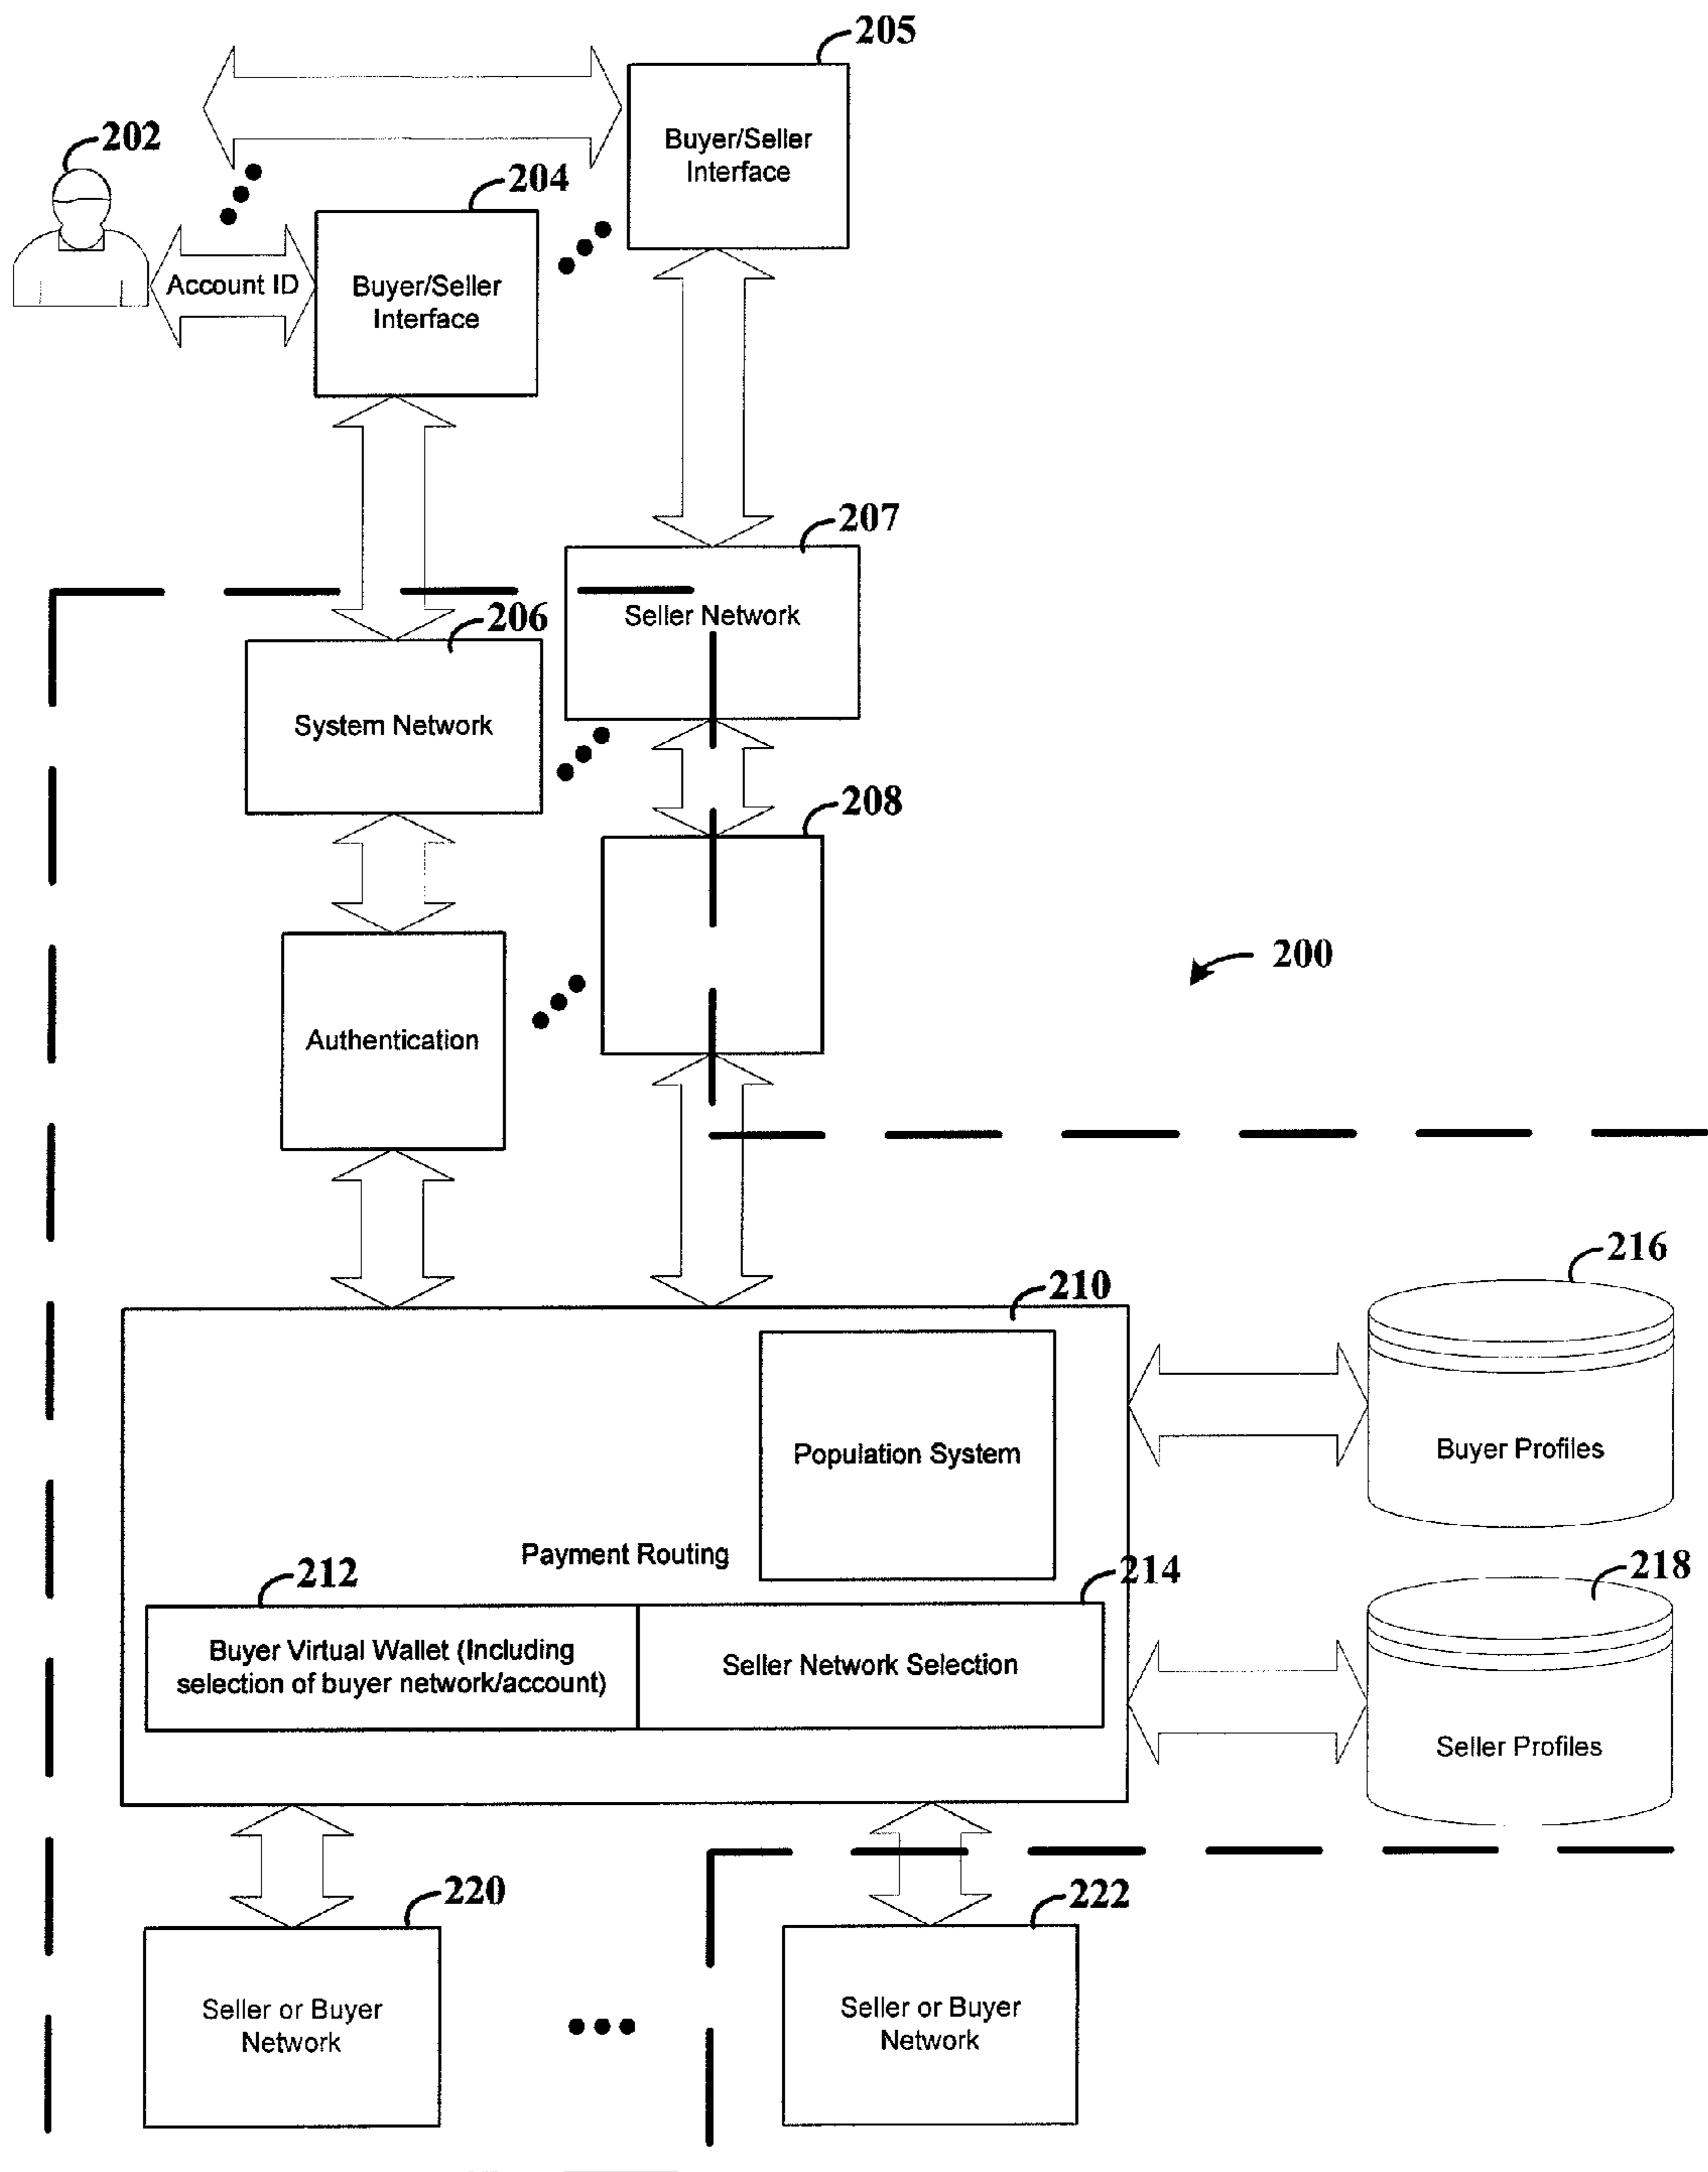 205
Buyer/Seller
Interface
202
204
Account ID
Buyer/Seller
Interface
207
Seller Network
206
System Network
208
200
Authentication
216
210
Population System
Buyer Profiles
Payment Routing
212
214
218
Buyer Virtual Wallet (Including
selection of buyer network/account)
Seller Network Selection
Seller Profiles
220
222
Seller or Buyer
Network
Seller or Buyer
Network